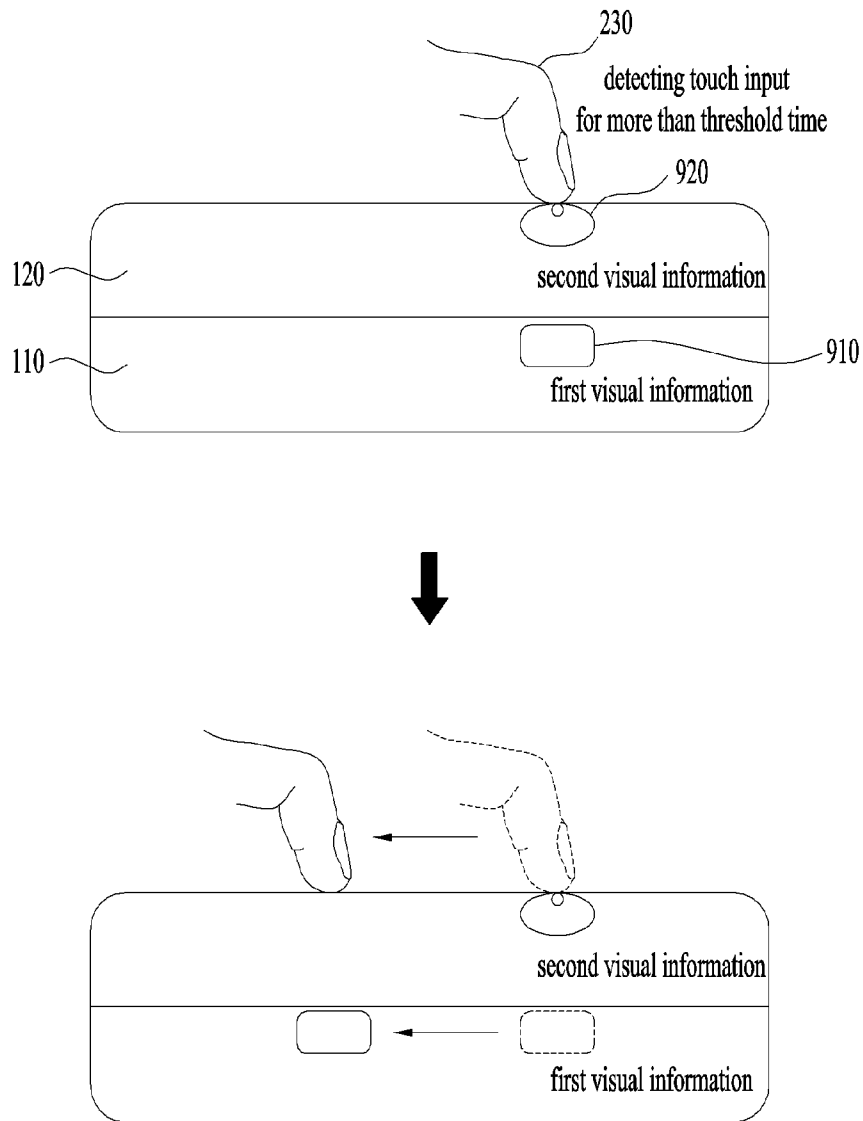 230
detecting touch input
for more than threshold time
920
120
second visual information
110
910
first visual information
second visual information
first visual information